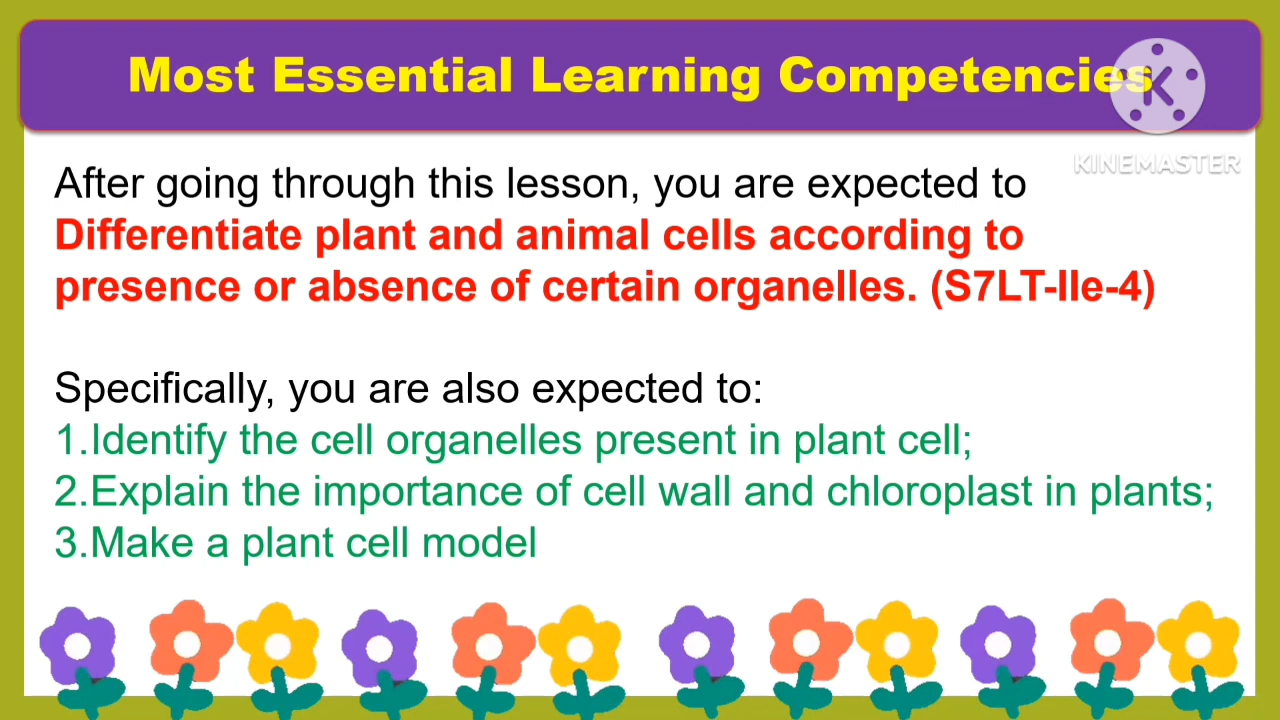 Most Essential Learning Competencies
K
KINEMASTER
After going through this lesson, you are expected to
Differentiate plant and animal cells according to
presence or absence of certain organelles. (S7LT-IIe-4)
Specifically, you are also expected to:
1.Identify the cell organelles present in plant cell;
2.Explain the importance of cell wall and chloroplast in plants;
3.Make a plant cell model